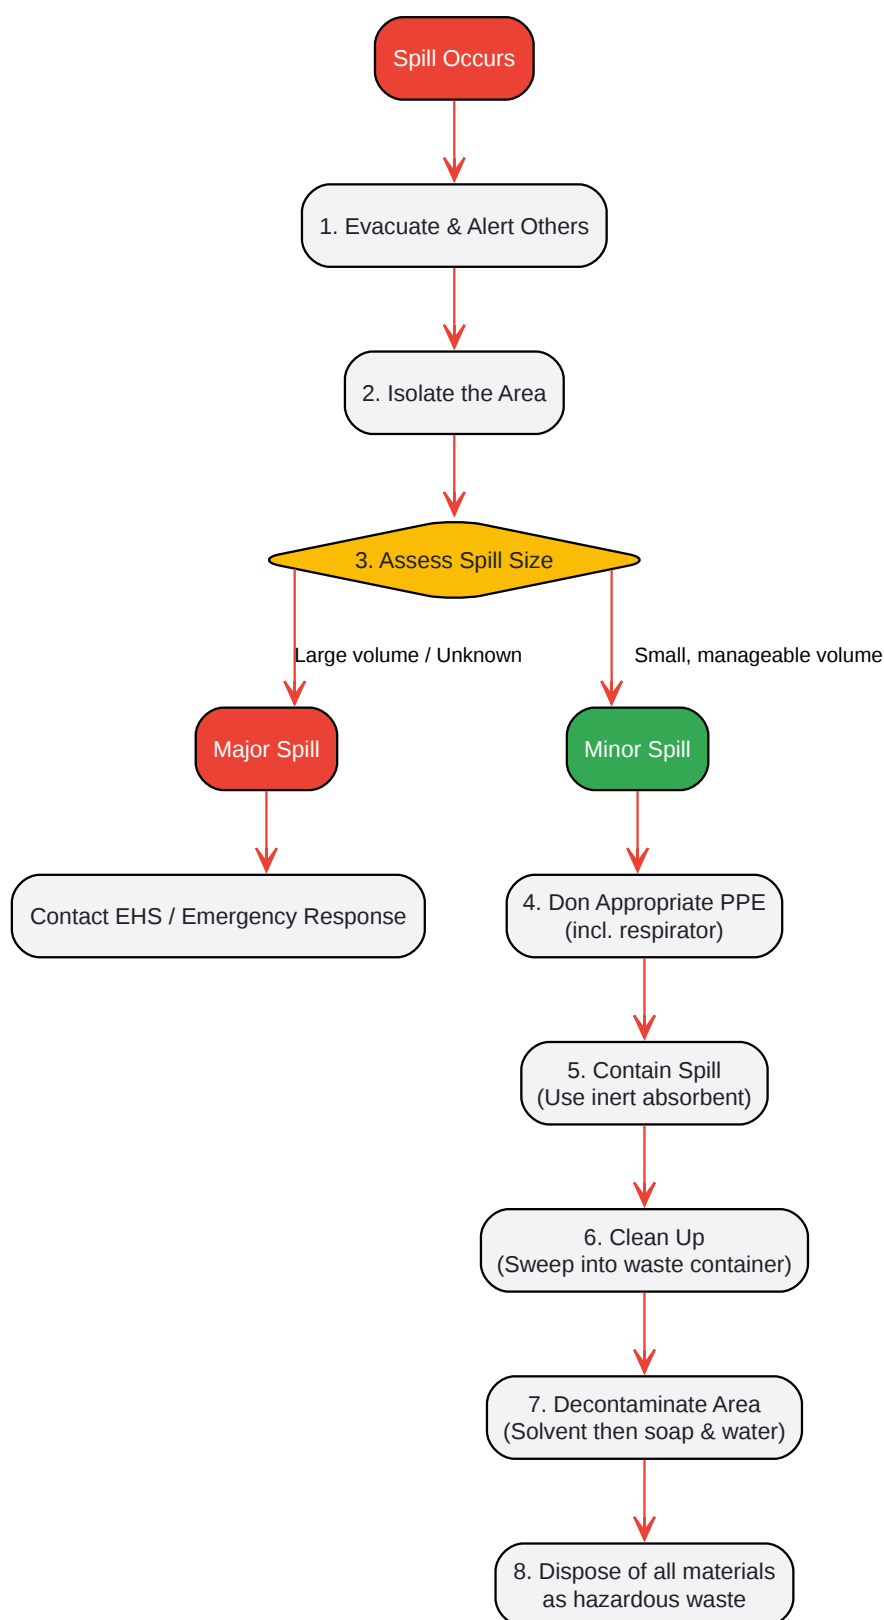 Spill Occurs
1. Evacuate & Alert Others
2. Isolate the Area
3. Assess Spill Size
Large volume / Unknown
Small, manageable volume
Major Spill
Minor Spill
Contact EHS / Emergency Response
4. Don Appropriate PPE
(incl. respirator)
5. Contain Spill
(Use inert absorbent)
6. Clean Up
(Sweep into waste container)
7. Decontaminate Area
(Solvent then soap & water)
8. Dispose of all materials
as hazardous waste